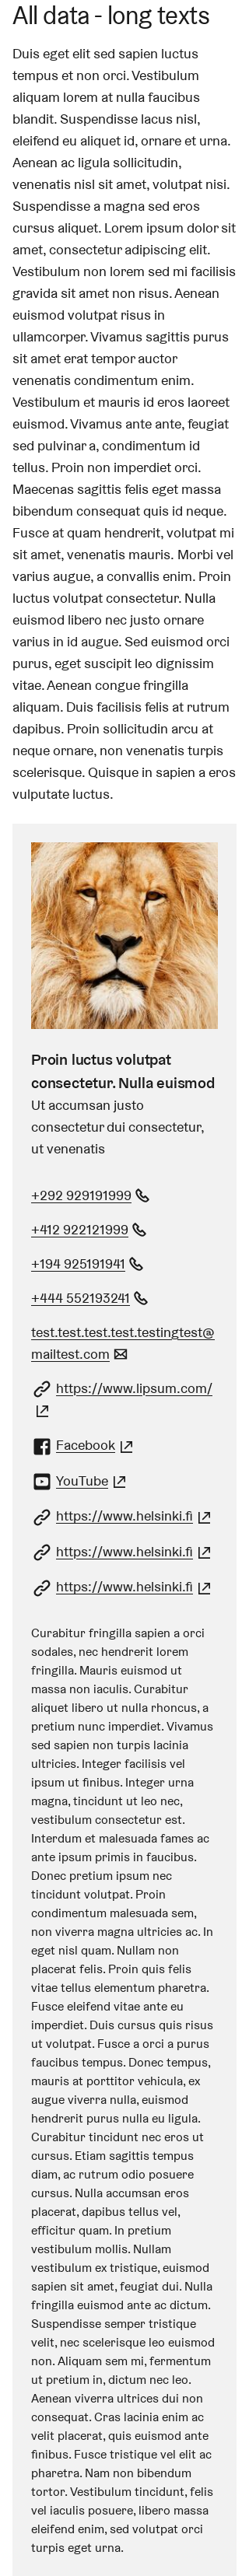 All data - long texts
Duis eget elit sed sapien luctus
tempus et non orci. Vestibulum
aliquam lorem at nulla faucibus
blandit. Suspendisse lacus nisl,
eleifend eu aliquet id, ornare et urna.
Aenean ac ligula sollicitudin,
venenatis nisl sit amet, volutpat nisi.
Suspendisse a magna sed eros
cursus aliquet. Lorem ipsum dolor sit
amet, consectetur adipiscing elit.
Vestibulum non lorem sed mi facilisis
gravida sit amet non risus. Aenean
euismod volutpat risus in
ullamcorper. Vivamus sagittis purus
sit amet erat tempor auctor
venenatis condimentum enim.
Vestibulum et mauris id eros laoreet
euismod. Vivamus ante ante, feugiat
sed pulvinar a, condimentum id
tellus. Proin non imperdiet orci.
Maecenas sagittis felis eget massa
bibendum consequat quis id neque.
Fusce at quam hendrerit, volutpat mi
sit amet, venenatis mauris. Morbi vel
varius augue, a convallis enim. Proin
luctus volutpat consectetur. Nulla
euismod libero nec justo ornare
varius in id augue. Sed euismod orci
purus, eget suscipit leo dignissim
vitae. Aenean congue fringilla
aliquam. Duis facilisis felis at rutrum
dapibus. Proin sollicitudin arcu at
neque ornare, non venenatis turpis
scelerisque. Quisque in sapien a eros
vulputate luctus.
Proin luctus volutpat
consectetur. Nulla euismod
Ut accumsan justo
consectetur dui consectetur,
ut venenatis
+292 929191999
+412 922121999
+194 925191941
+444 552193241
test.test.test.test.testingtest@
mailtest.com
https://www.lipsum.com/
Facebook
YouTube
https://www.helsinki.fi
https://www.helsinki.fi
https://www.helsinki.fi
Curabitur fringilla sapien a orci
sodales, nec hendrerit lorem
fringilla. Mauris euismod ut
massa non iaculis. Curabitur
aliquet libero ut nulla rhoncus, a
pretium nunc imperdiet. Vivamus
sed sapien non turpis lacinia
ultricies. Integer facilisis vel
ipsum ut finibus. Integer urna
magna, tincidunt ut leo nec,
vestibulum consectetur est.
Interdum et malesuada fames ac
ante ipsum primis in faucibus.
Donec pretium ipsum nec
tincidunt volutpat. Proin
condimentum malesuada sem,
non viverra magna ultricies ac. In
eget nisl quam. Nullam non
placerat felis. Proin quis felis
vitae tellus elementum pharetra.
Fusce eleifend vitae ante eu
imperdiet. Duis cursus quis risus
ut volutpat. Fusce a orci a purus
faucibus tempus. Donec tempus,
mauris at porttitor vehicula, ex
augue viverra nulla, euismod
hendrerit purus nulla eu ligula.
Curabitur tincidunt nec eros ut
cursus. Etiam sagittis tempus
diam, ac rutrum odio posuere
cursus. Nulla accumsan eros
placerat, dapibus tellus vel,
efficitur quam. In pretium
vestibulum mollis. Nullam
vestibulum ex tristique, euismod
sapien sit amet, feugiat dui. Nulla
fringilla euismod ante ac dictum.
Suspendisse semper tristique
velit, nec scelerisque leo euismod
non. Aliquam sem mi, fermentum
ut pretium in, dictum nec leo.
Aenean viverra ultrices dui non
consequat. Cras lacinia enim ac
velit placerat, quis euismod ante
finibus. Fusce tristique vel elit ac
pharetra. Nam non bibendum
tortor. Vestibulum tincidunt, felis
vel iaculis posuere, libero massa
eleifend enim, sed volutpat orci
turpis eget urna.